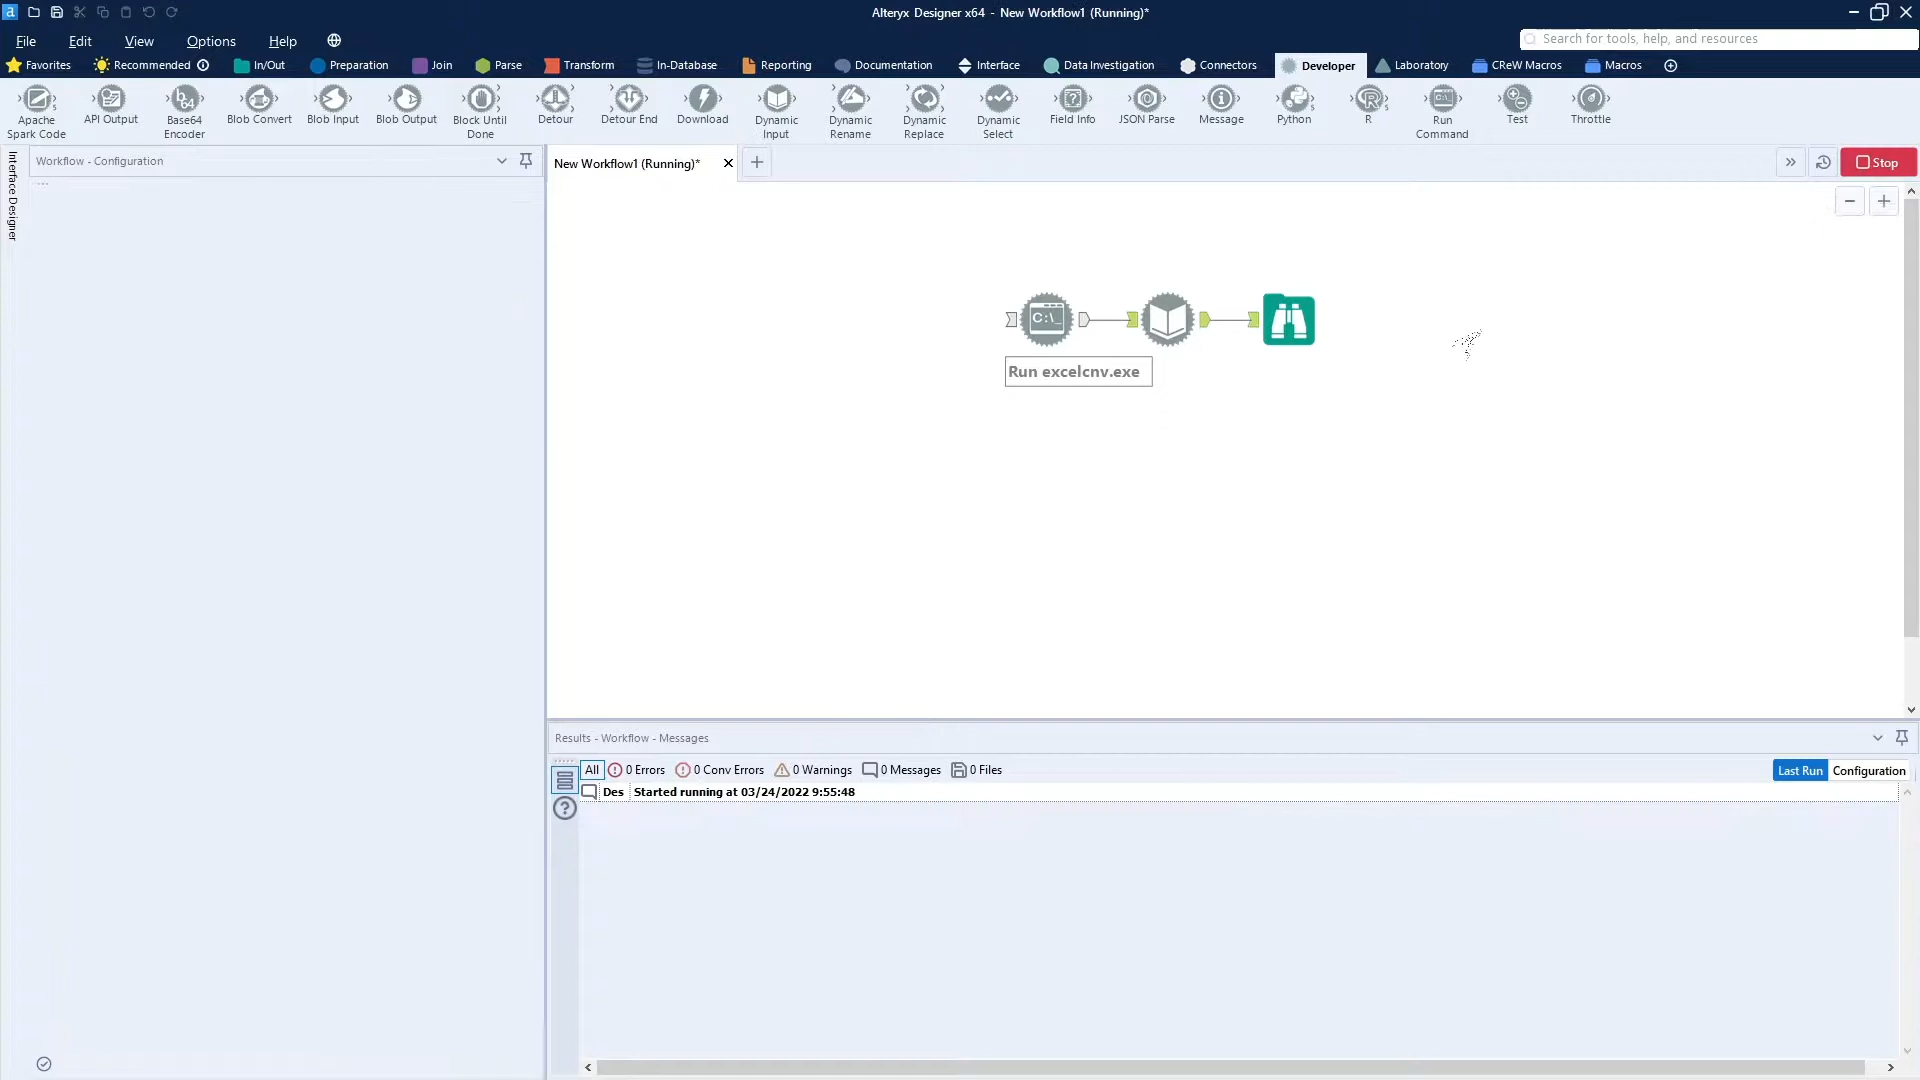 Alteryx Designer x64 - New Workflow1 (Running)*
File Edit View Options Help
Search for tools, help, and resources
Favorites Recommended In/Out Preparation Join Parse Transform In-Database Reporting Documentation Interface Data Investigation Connectors Developer Laboratory CReW Macros Macros
Apache Spark Code
API Output
Base64 Encoder
Blob Convert
Blob Input
Blob Output
Block Until Done
Detour
Detour End
Download
Dynamic Input
Dynamic Rename
Dynamic Replace
Dynamic Select
Field Info
JSON Parse
Message
Python
R
Run Command
Test
Throttle
Interface Designer
Workflow - Configuration
New Workflow1 (Running)*
Stop
C:\_
Run excelcnv.exe
Results - Workflow - Messages
All 0 Errors 0 Conv Errors 0 Warnings 0 Messages 0 Files
Last Run Configuration
Des Started running at 03/24/2022 9:55:48